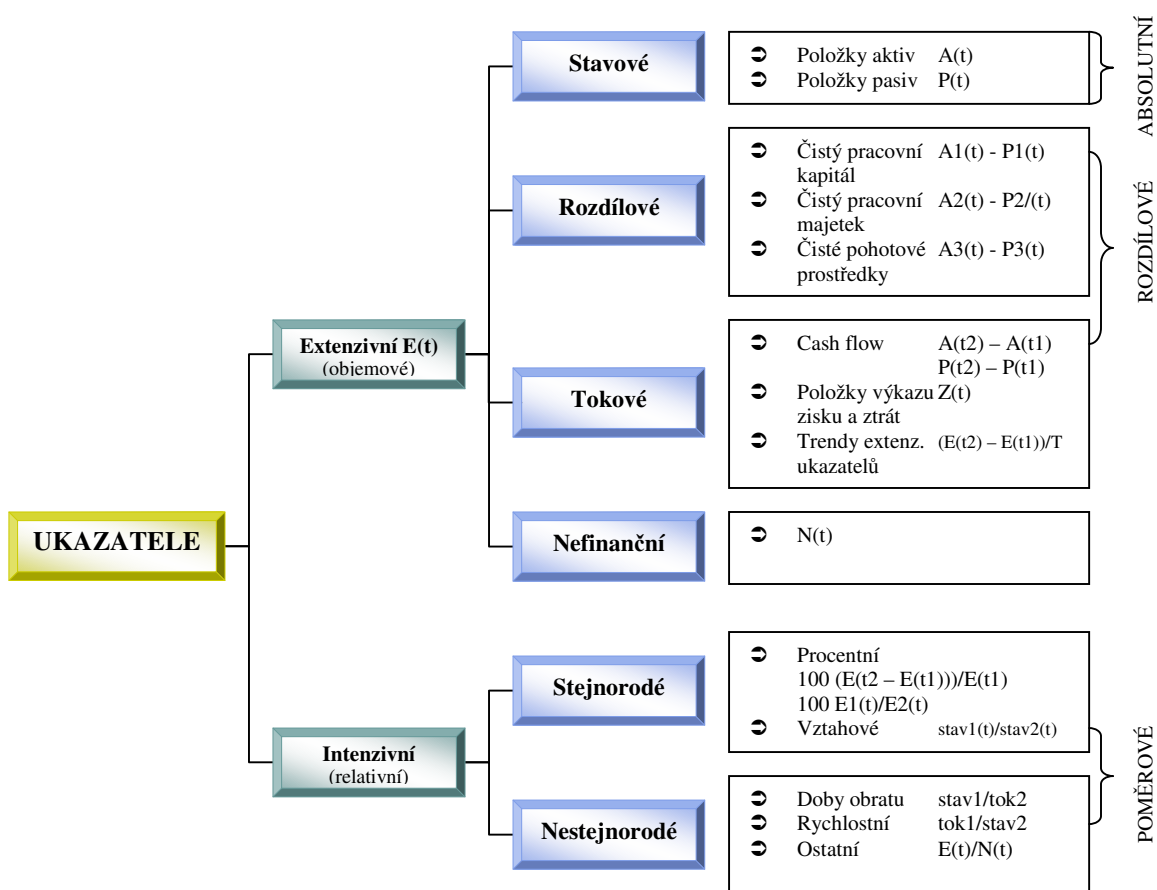 UKAZATELE
Extenzivní E(t)
(objemové)
Intenzivní
(relativní)
Stavové
Položky aktiv A(t)
Položky pasiv P(t)
ABSOLUTNÍ
Rozdílové
Čistý pracovní A1(t) - P1(t)
kapitál
Čistý pracovní A2(t) - P2/(t)
majetek
Čisté pohotové A3(t) - P3(t)
prostředky
ROZDÍLOVÉ
Tokové
Cash flow A(t2) – A(t1)
P(t2) – P(t1)
Položky výkazu Z(t)
zisku a ztrát
Trendy extenz. (E(t2) – E(t1))/T
ukazatelů
Nefinanční
N(t)
Stejnorodé
Procentní
100 (E(t2 – E(t1)))/E(t1)
100 E1(t)/E2(t)
Vztahové stav1(t)/stav2(t)
Nestejnorodé
Doby obratu stav1/tok2
Rychlostní tok1/stav2
Ostatní E(t)/N(t)
POMĚROVÉ